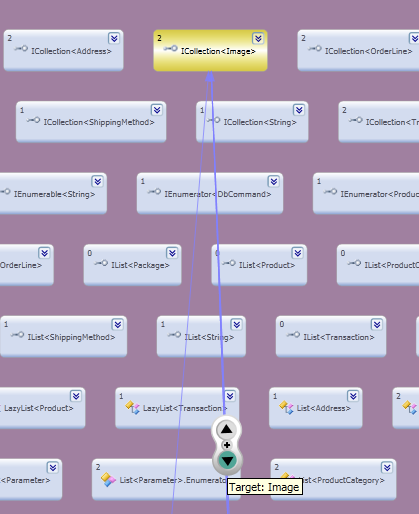 2
ICollection<Address>
2
ICollection<Image>
2
ICollection<OrderLine>
1
ICollection<ShippingMethod>
1
ICollection<String>
2
ICollection<Tr
IEnumerable<String>
1
IEnumerator<DbCommand>
1
IEnumerator<Produc
OrderLine>
0
IList<Package>
0
IList<Product>
0
IList<ProductC
1
IList<ShippingMethod>
1
IList<String>
0
IList<Transaction>
LazyList<Product>
1
LazyList<Transaction>
1
List<Address>
2
<Parameter>
2
List<Parameter>.Enumerato
2
st<ProductCategory>
Target: Image